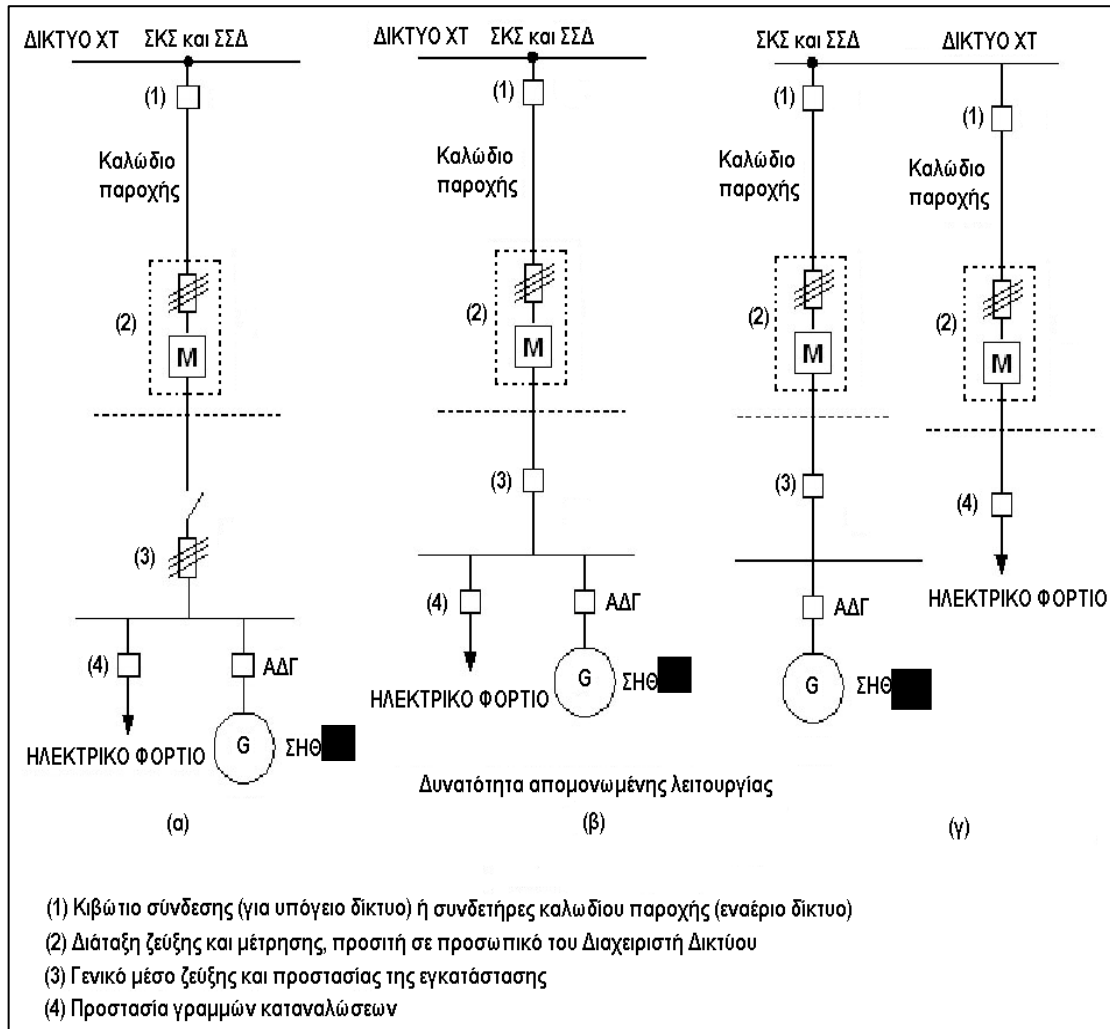 ΔΙΚΤΥΟ ΧΤ ΣΚΣ και ΣΣΔ
(1)
Καλώδιο
παροχής
(2)
M
(3)
(4)
ΑΔΓ
G
ΣΗΘ
ΗΛΕΚΤΡΙΚΟ ΦΟΡΤΙΟ
(α)
ΔΙΚΤΥΟ ΧΤ ΣΚΣ και ΣΣΔ
(1)
Καλώδιο
παροχής
(2)
M
(3)
(4)
ΑΔΓ
G
ΣΗΘ
ΗΛΕΚΤΡΙΚΟ ΦΟΡΤΙΟ
Δυνατότητα απομονωμένης λειτουργίας
(β)
ΣΚΣ και ΣΣΔ
ΔΙΚΤΥΟ ΧΤ
(1)
Καλώδιο
παροχής
(2)
M
(3)
ΑΔΓ
G
ΣΗΘ
(1)
Καλώδιο
παροχής
(2)
M
(4)
ΗΛΕΚΤΡΙΚΟ ΦΟΡΤΙΟ
(γ)
(1) Κιβώτιο σύνδεσης (για υπόγειο δίκτυο) ή συνδετήρες καλωδίου παροχής (εναέριο δίκτυο)
(2) Διάταξη ζεύξης και μέτρησης, προσιτή σε προσωπικό του Διαχειριστή Δικτύου
(3) Γενικό μέσο ζεύξης και προστασίας της εγκατάστασης
(4) Προστασία γραμμών καταναλώσεων